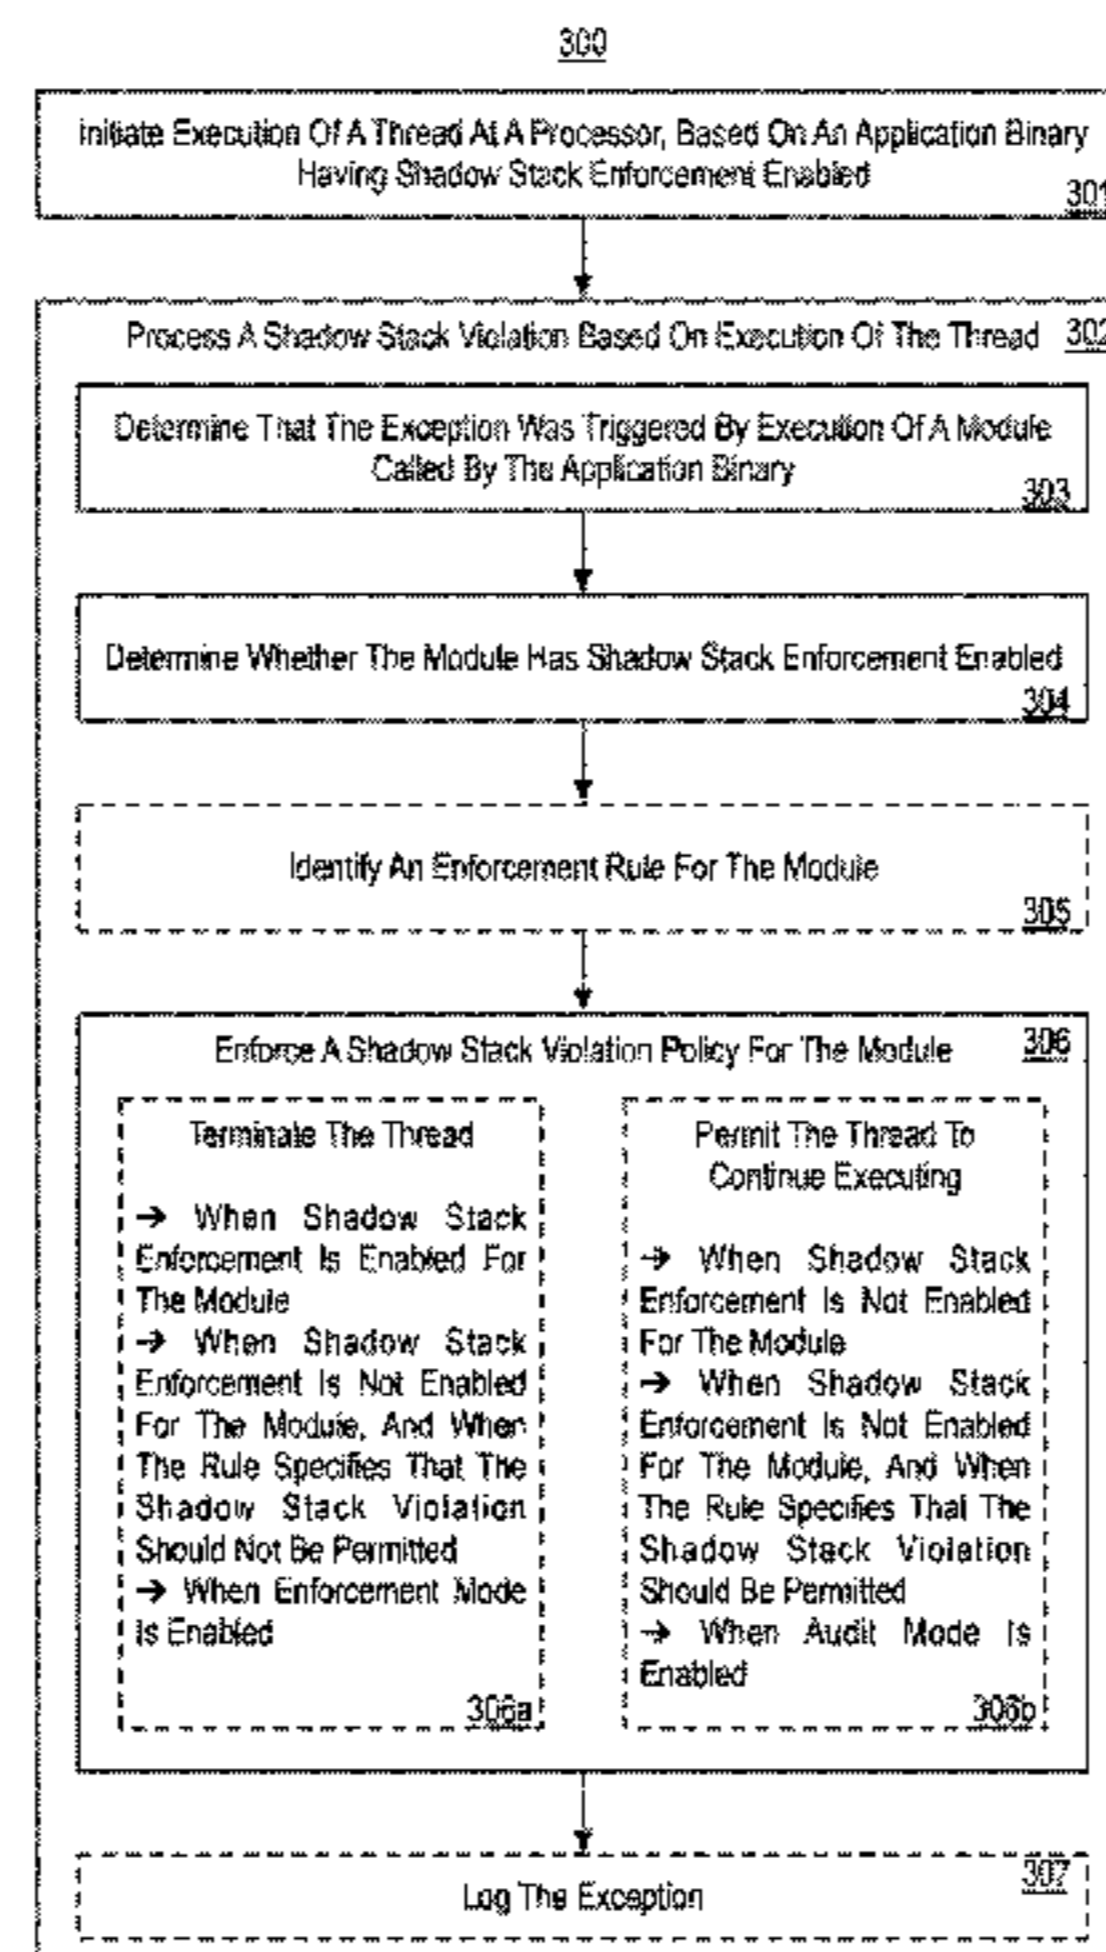 300
Initiate Execution Of A Thread At A Processor, Based On An Application Binary
Having Shadow Stack Enforcement Enabled
301
Process A Shadow Stack Violation Based On Execution Of The Thread 302
Determine That The Exception Was Triggered By Execution Of A Module
Called By The Application Binary
303
Determine Whether The Module Has Shadow Stack Enforcement Enabled
304
Identify An Enforcement Rule For The Module
305
Enforce A Shadow Stack Violation Policy For The Module 306
Terminate The Thread
→ When Shadow Stack
Enforcement Is Enabled For
The Module
→ When Shadow Stack
Enforcement Is Not Enabled
For The Module, And When
The Rule Specifies That The
Shadow Stack Violation
Should Not Be Permitted
→ When Enforcement Mode
Is Enabled
306a
Permit The Thread To
Continue Executing
→ When Shadow Stack
Enforcement Is Not Enabled
For The Module
→ When Shadow Stack
Enforcement Is Not Enabled
For The Module, And When
The Rule Specifies That The
Shadow Stack Violation
Should Be Permitted
→ When Audit Mode Is
Enabled
306b
307
Log The Exception